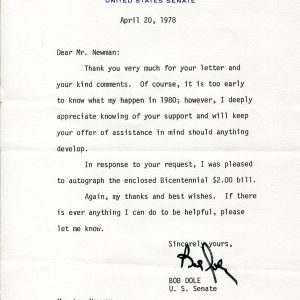 UNITED STATES SENATE
April 20, 1978
Dear Mr. Newman:
Thank you very much for your letter and
your kind comments. Of course, it is too early
to know what my happen in 1980; however, I deeply
appreciate knowing of your support and will keep
your offer of assistance in mind should anything
develop.
In response to your request, I was pleased
to autograph the enclosed Bicentennial $2.00 bill.
Again, my thanks and best wishes. If there
is ever anything I can do to be helpful, please
let me know.
Sincerely yours,
BOB DOLE
U. S. Senate